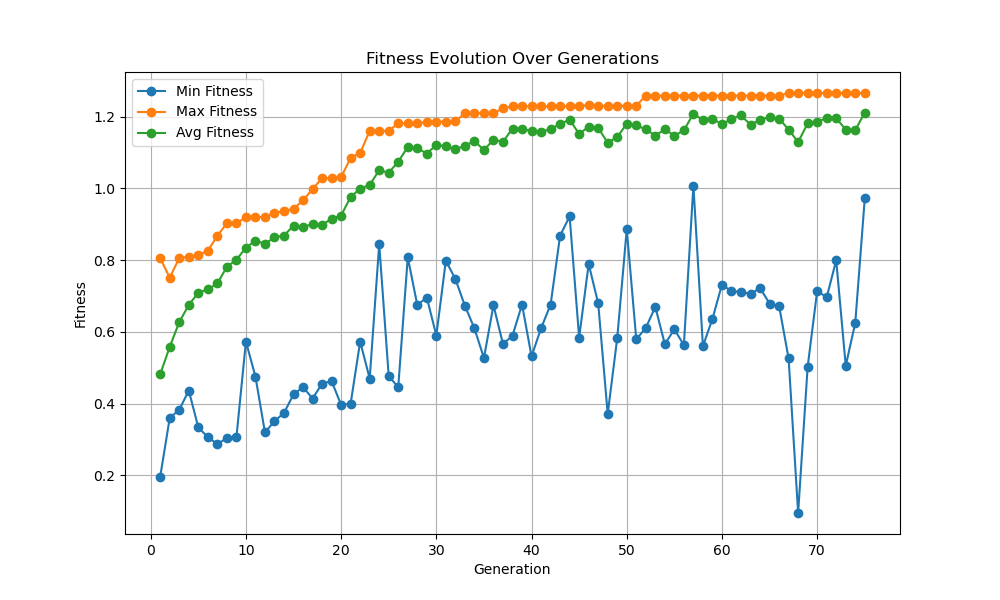 Fitness Evolution Over Generations
Min Fitness
Max Fitness
Avg Fitness
Fitness
1.2
1.0
0.8
0.6
0.4
0.2
0 10 20 30 40 50 60 70
Generation